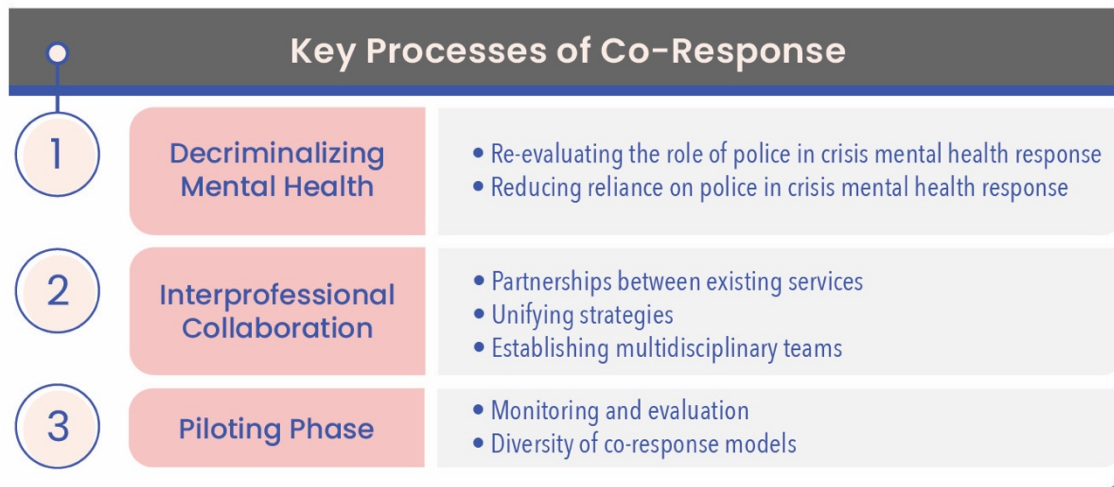 Key Processes of Co-Response
1
Decriminalizing
Mental Health
• Re-evaluating the role of police in crisis mental health response
• Reducing reliance on police in crisis mental health response
2
Interprofessional
Collaboration
• Partnerships between existing services
• Unifying strategies
• Establishing multidisciplinary teams
3
Piloting Phase
• Monitoring and evaluation
• Diversity of co-response models